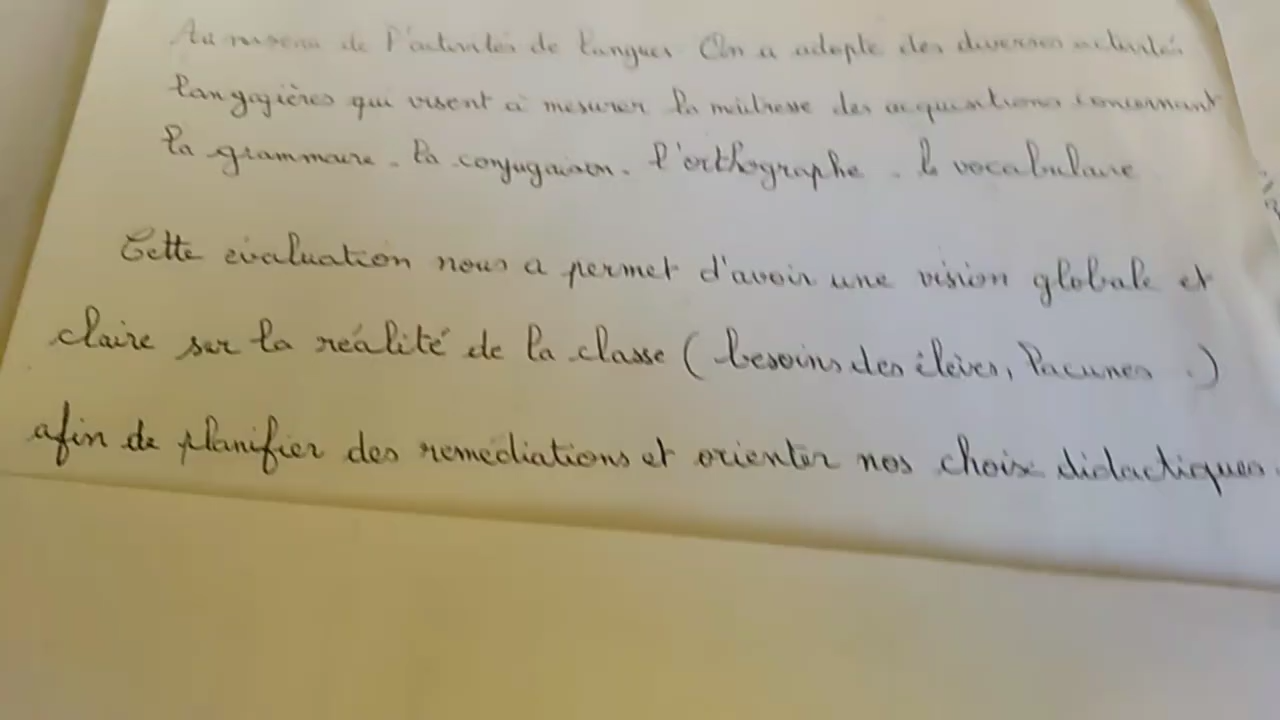 Au niveau de l'activités de langues On a adopté des diverses activités
langagières qui visent à mesurer la maitresse des acquisitions concernant
la grammaire - la conjugaison - l'orthographe - le vocabulaire
Cette évaluation nous a permet d'avoir une vision globale et
claire sur la réalité de la classe ( besoins des élèves, lacunes .)
afin de planifier des remédiations et orienter nos choix didactiques.